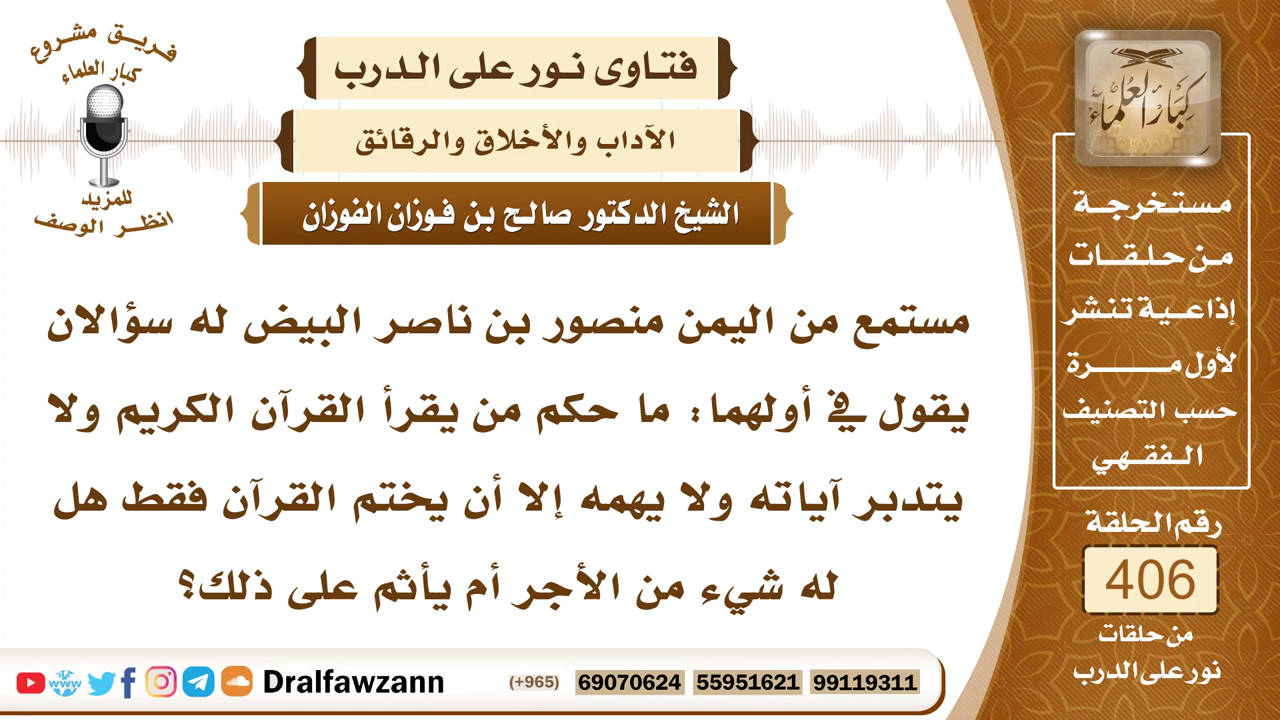 فريق مشروع
كبار العلماء
للمزيد
انظر الوصف
فتاوى نور على الدرب
الآداب والأخلاق والرقائق
الشيخ الدكتور صالح بن فوزان الفوزان
مستمع من اليمن منصور بن ناصر البيض له سؤالان
يقول في أولهما: ما حكم من يقرأ القرآن الكريم ولا
يتدبر آياته ولا يهمه إلا أن يختم القرآن فقط هل
له شيء من الأجر أم يأثم على ذلك؟
كبار العلماء
مستخرجة
من حلقات
إذاعية تنشر
لأول مرة
حسب التصنيف
الفقهي
رقم الحلقة
406
من حلقات
نور على الدرب
www Dralfawzann (+965) 69070624 55951621 99119311